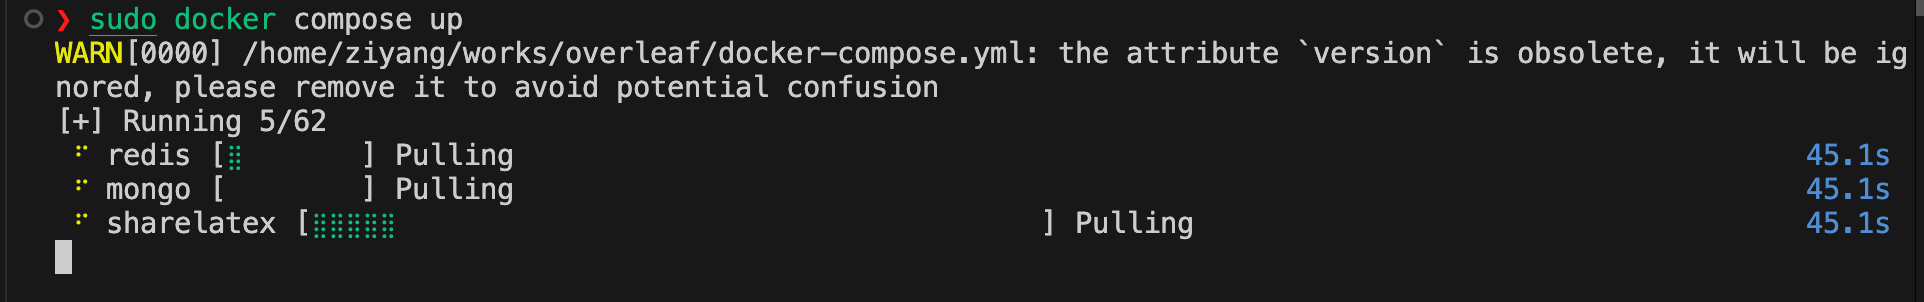 ❯ sudo docker compose up
WARN[0000] /home/ziyang/works/overleaf/docker-compose.yml: the attribute `version` is obsolete, it will be ig
nored, please remove it to avoid potential confusion
[+] Running 5/62
⠋ redis [⣿       ] Pulling 45.1s
⠋ mongo [        ] Pulling 45.1s
⠋ sharelatex [⣿⣿⣿⣿⣿                                      ] Pulling 45.1s